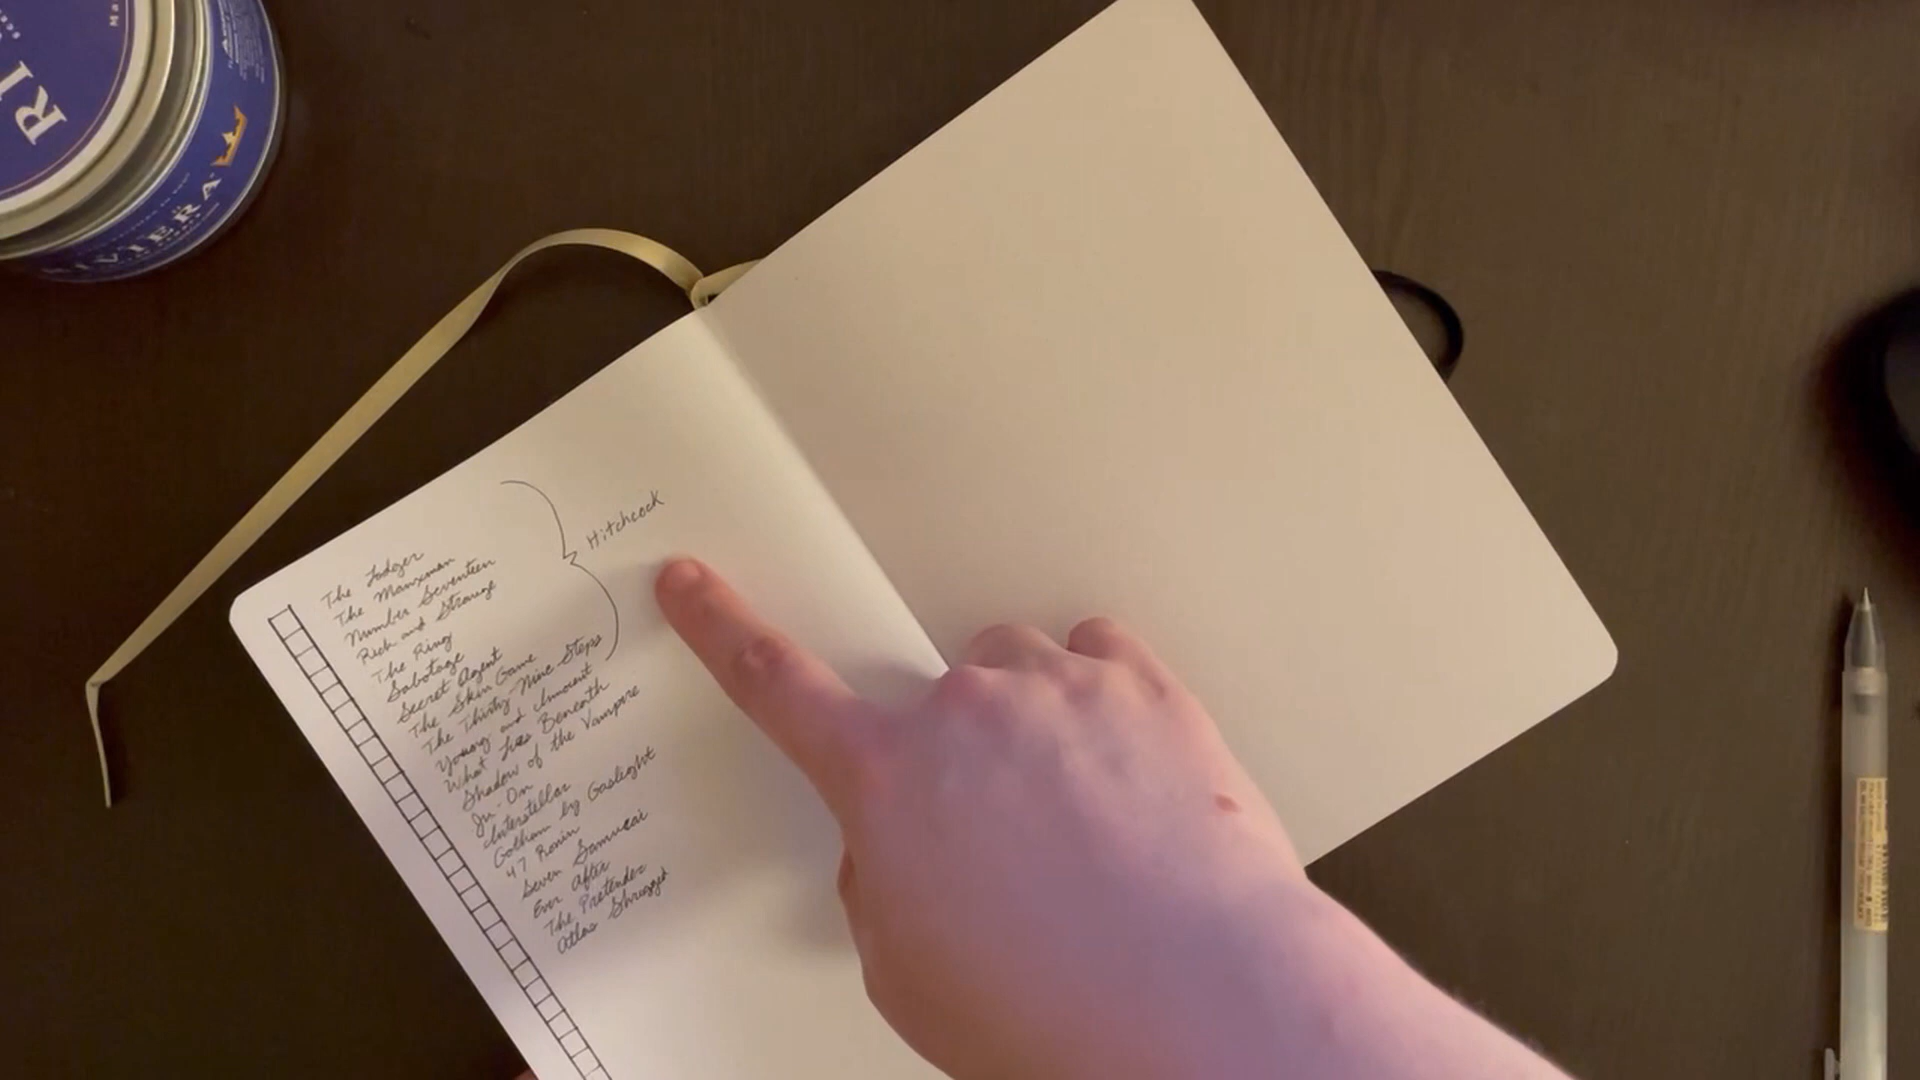 RI
RIVIERA
Hitchcock
The Lodger
The Manxman
Number Seventeen
Rich and Strange
The Ring
Sabotage
Secret Agent
The Skin Game
The Thirty-Nine Steps
Young and Innocent
What Lies Beneath
Shadow of the Vampire
Ju-On
Interstellar
Gotham by Gaslight
47 Ronin
Seven Samurai
Ever After
The Pretender
Atlas Shrugged